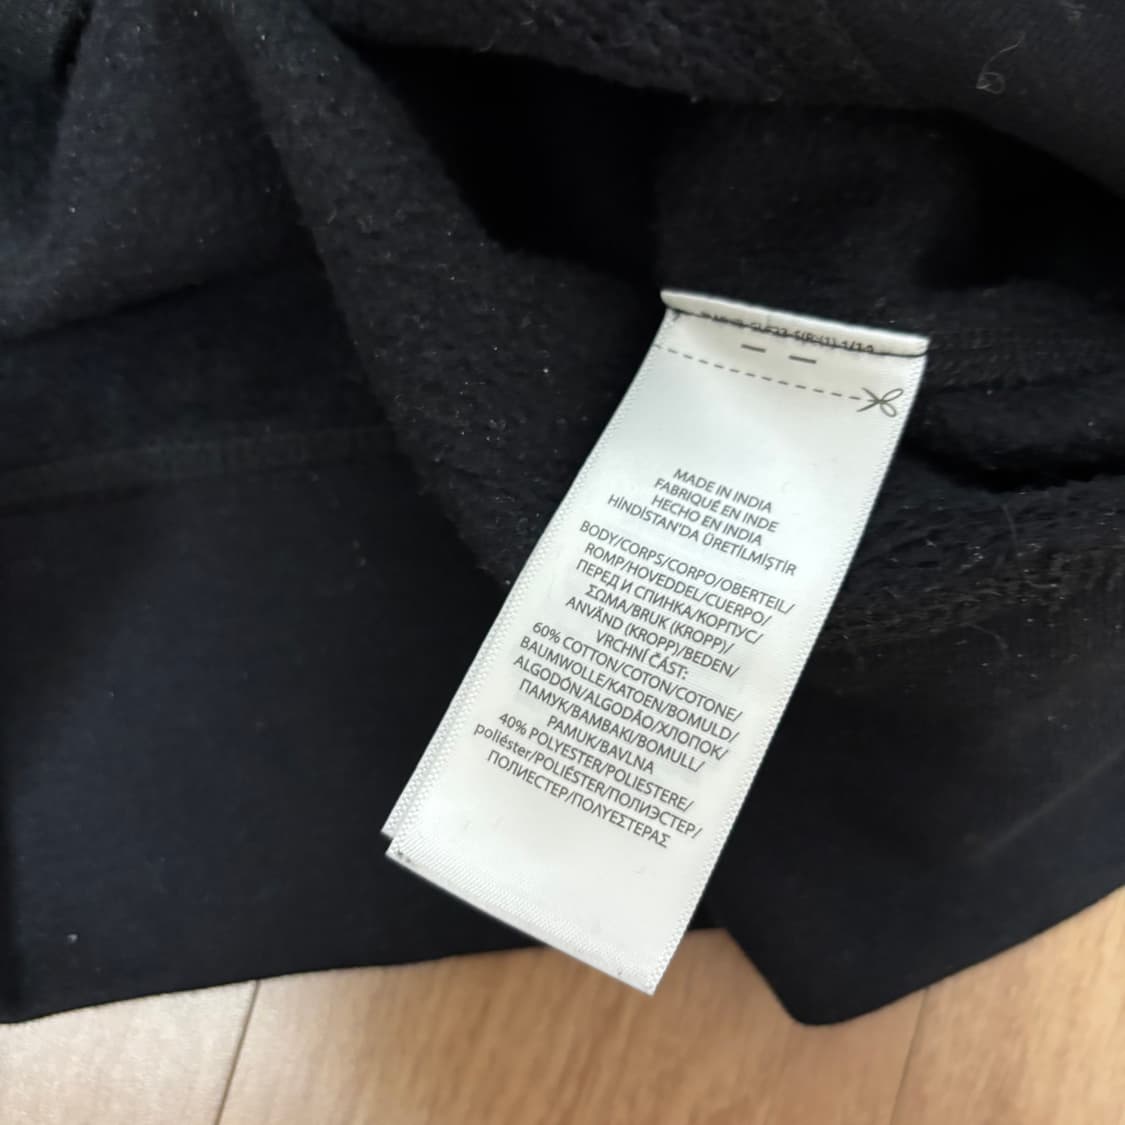 MADE IN INDIA
FABRIQUÉ EN INDE
HECHO EN INDIA
HİNDİSTAN'DA ÜRETİLMİŞTİR
BODY/CORPS/CORPO/OBERTEIL/
ROMP/HOVEDDEL/CUERPO/
ПЕРЕД И СПИНКА/КОРПУС/
ΣΩΜΑ/BRUK (KROPP)/
ANVÄND (KROPP)/BEDEN/
VRCHNÍ ČÁST:
60% COTTON/COTON/COTONE/
BAUMWOLLE/KATOEN/BOMULD/
ALGODÓN/ALGODÃO/ХЛОПОК/
ПАМУК/ΒΑΜΒΑΚΙ/BOMULL/
PAMUK/BAVLNA
40% POLYESTER/POLIESTERE/
poliéster/POLIÉSTER/ПОЛИЭСТЕР/
ПОЛИЕСТЕР/ΠΟΛΥΕΣΤΕΡΑΣ